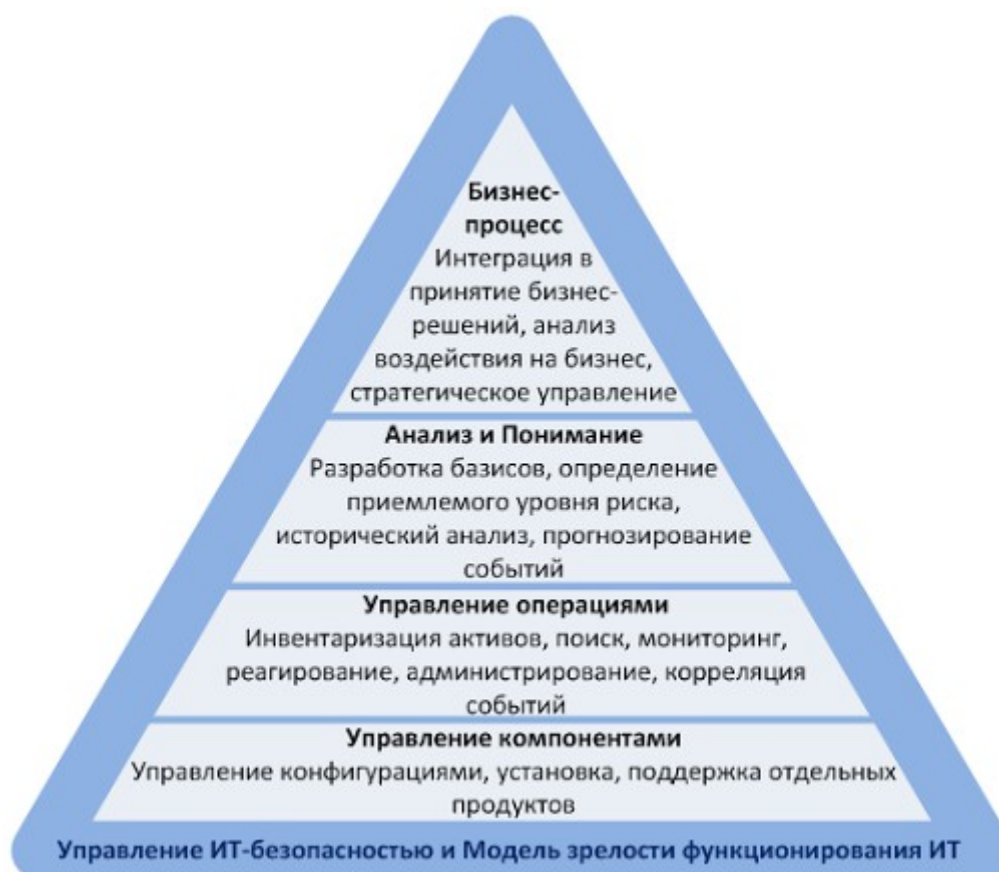 Бизнес-
процесс
Интеграция в
принятие бизнес-
решений, анализ
воздействия на бизнес,
стратегическое управление
Анализ и Понимание
Разработка базисов, определение
приемлемого уровня риска,
исторический анализ, прогнозирование
событий
Управление операциями
Инвентаризация активов, поиск, мониторинг,
реагирование, администрирование, корреляция
событий
Управление компонентами
Управление конфигурациями, установка, поддержка отдельных
продуктов
Управление ИТ-безопасностью и Модель зрелости функционирования ИТ